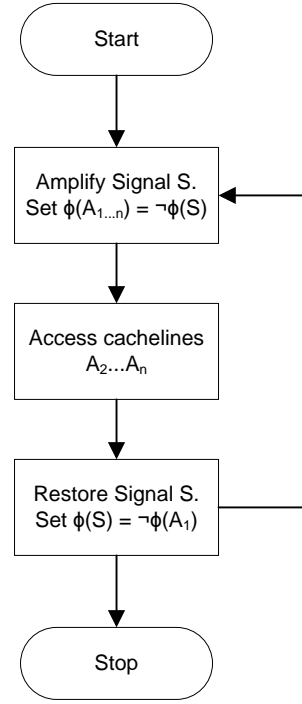 Start
Amplify Signal S.
Set ϕ(A₁...ₙ) = ¬ϕ(S)
Access cachelines
A₂...Aₙ
Restore Signal S.
Set ϕ(S) = ¬ϕ(A₁)
Stop